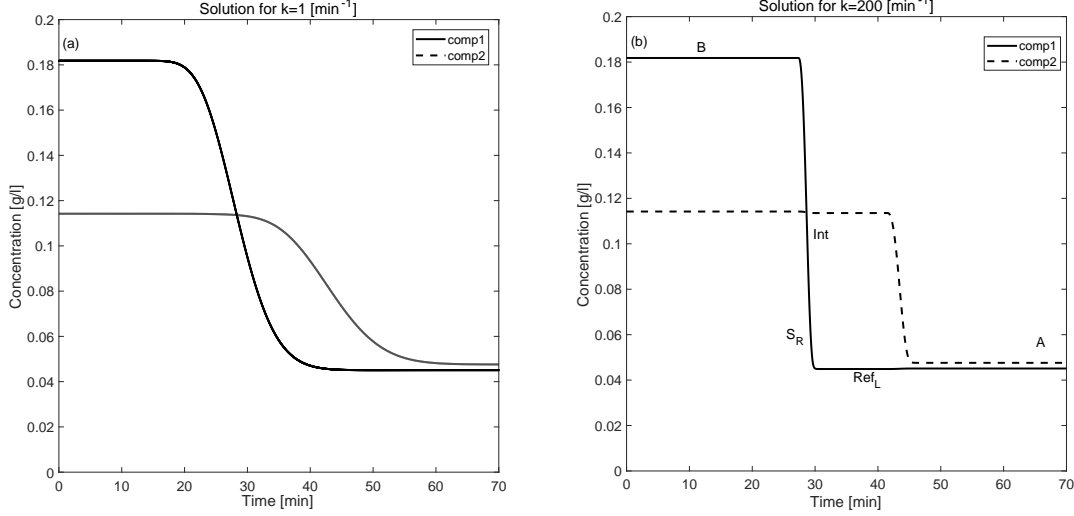 Solution for k=1 [min⁻¹]
(a)
comp1
comp2
Concentration [g/l]
0.2
0.18
0.16
0.14
0.12
0.1
0.08
0.06
0.04
0.02
0
0 10 20 30 40 50 60 70
Time [min]
Solution for k=200 [min⁻¹]
(b)
B
comp1
comp2
Int
S_R
A
Ref_L
Concentration [g/l]
0.2
0.18
0.16
0.14
0.12
0.1
0.08
0.06
0.04
0.02
0
0 10 20 30 40 50 60 70
Time [min]